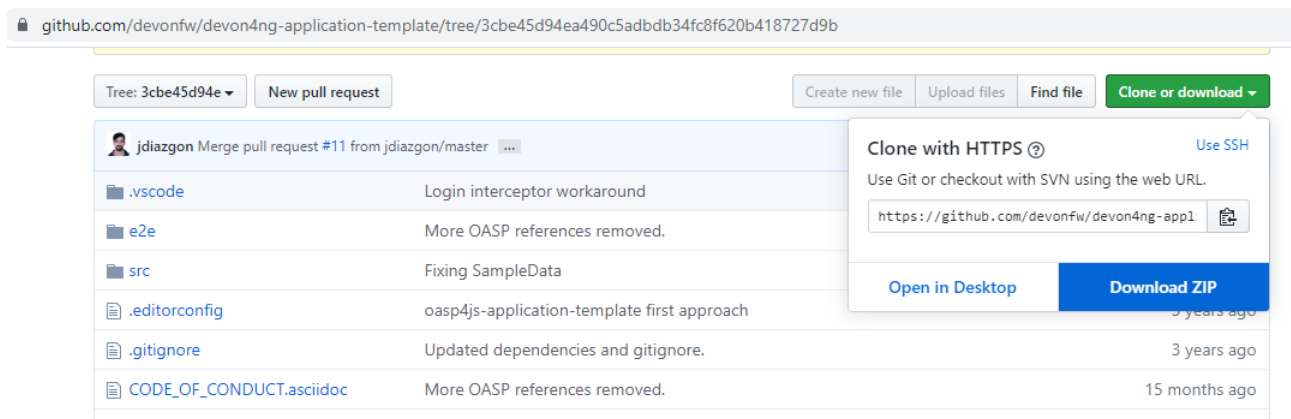 github.com/devonfw/devon4ng-application-template/tree/3cbe45d94ea490c5adbdb34fc8f620b418727d9b
Tree: 3cbe45d94e New pull request Create new file Upload files Find file Clone or download
jdiazgon Merge pull request #11 from jdiazgon/master ...
Clone with HTTPS ? Use SSH
Use Git or checkout with SVN using the web URL.
https://github.com/devonfw/devon4ng-appl
Open in Desktop Download ZIP
.vscode Login interceptor workaround
e2e More OASP references removed.
src Fixing SampleData
.editorconfig oasp4js-application-template first approach years ago
.gitignore Updated dependencies and gitignore. 3 years ago
CODE_OF_CONDUCT.asciidoc More OASP references removed. 15 months ago